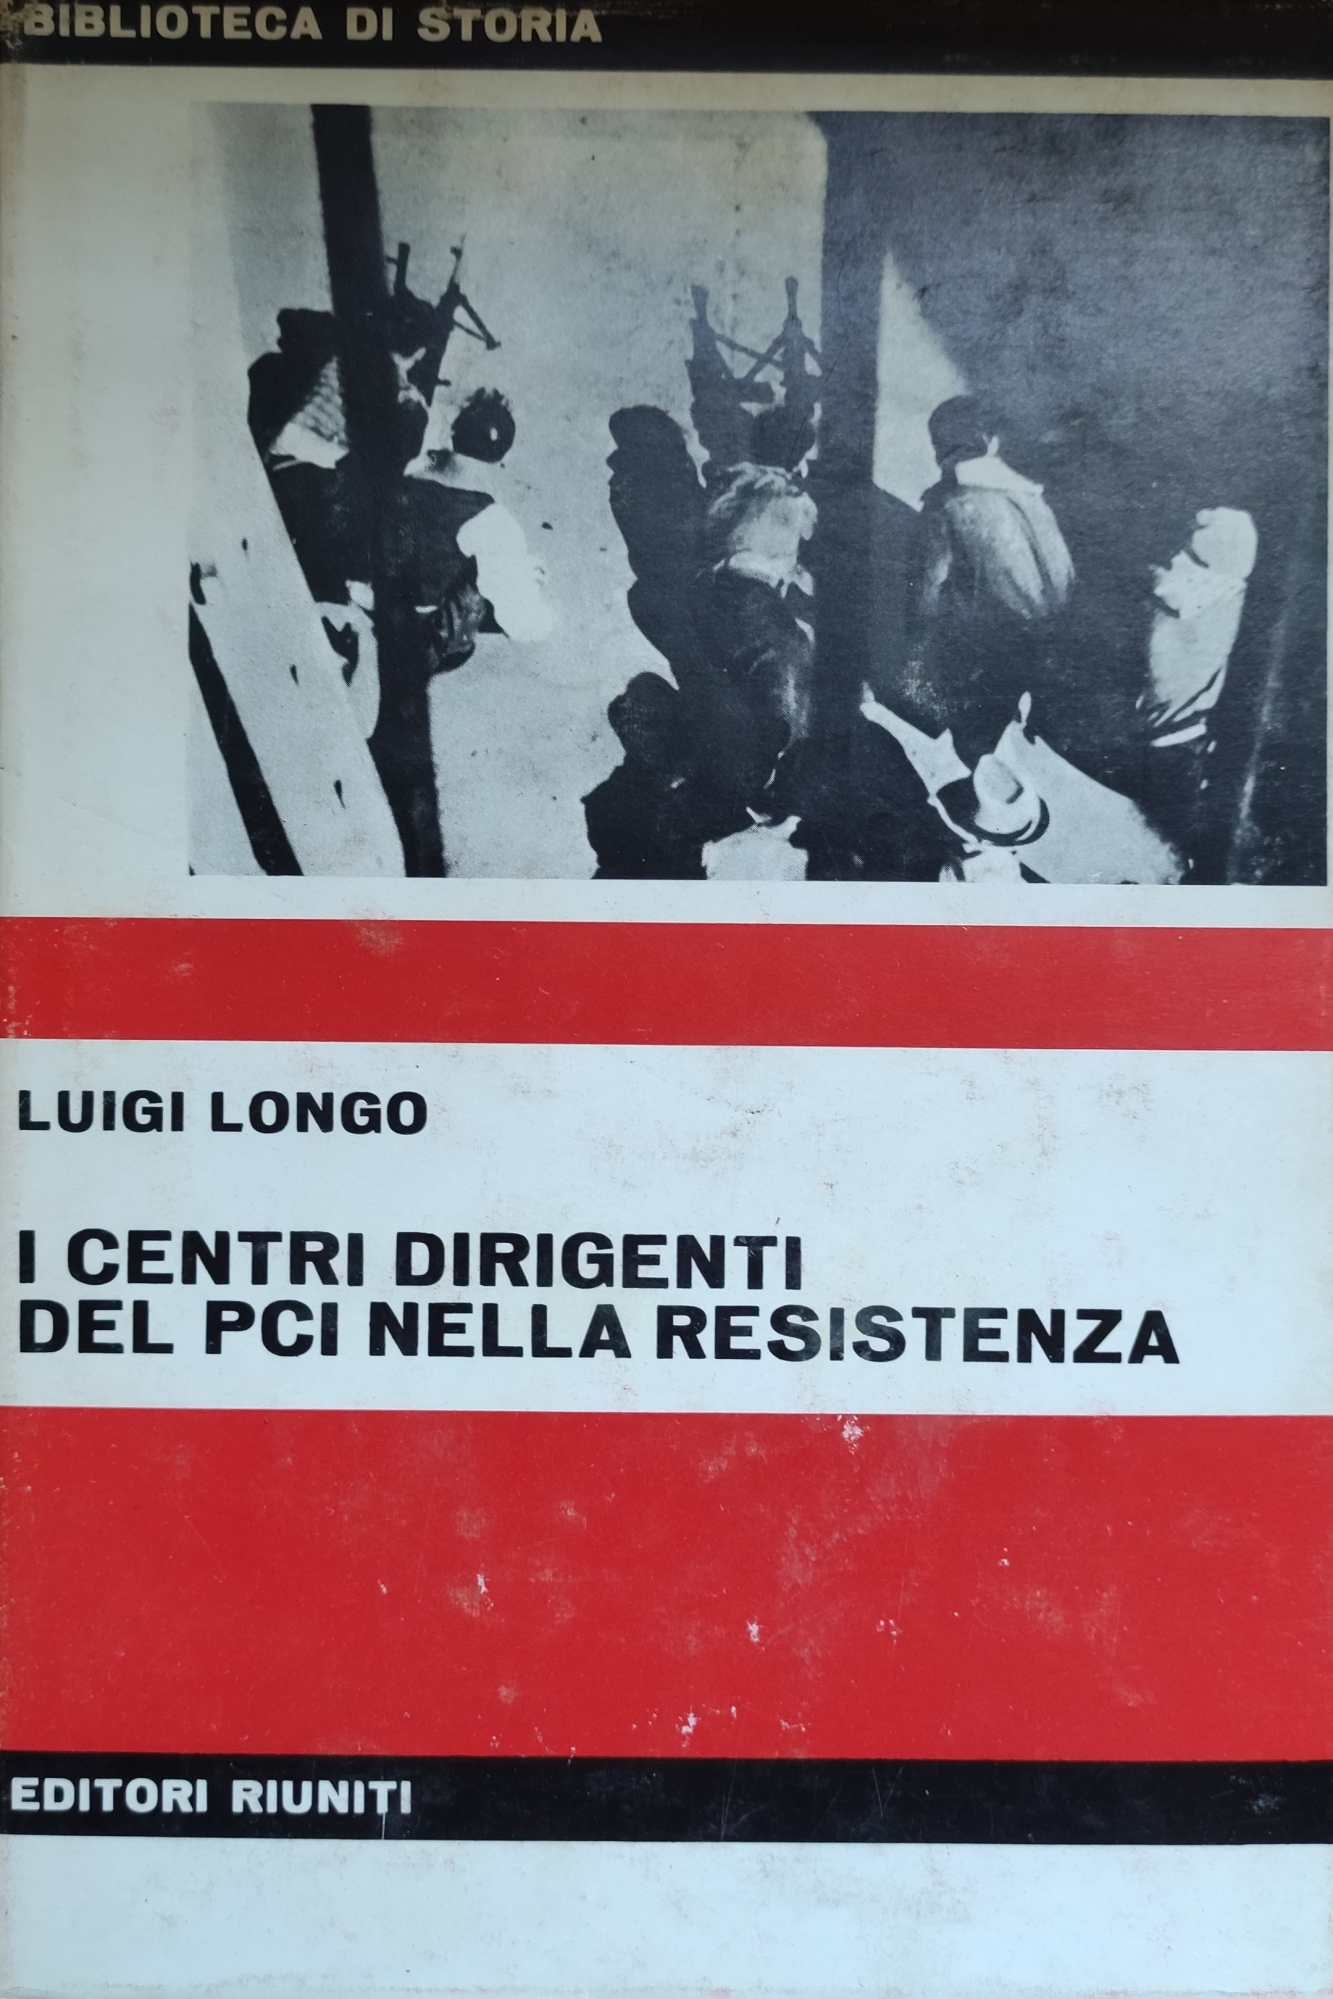 BIBLIOTECA DI STORIA
LUIGI LONGO
I CENTRI DIRIGENTI
DEL PCI NELLA RESISTENZA
EDITORI RIUNITI